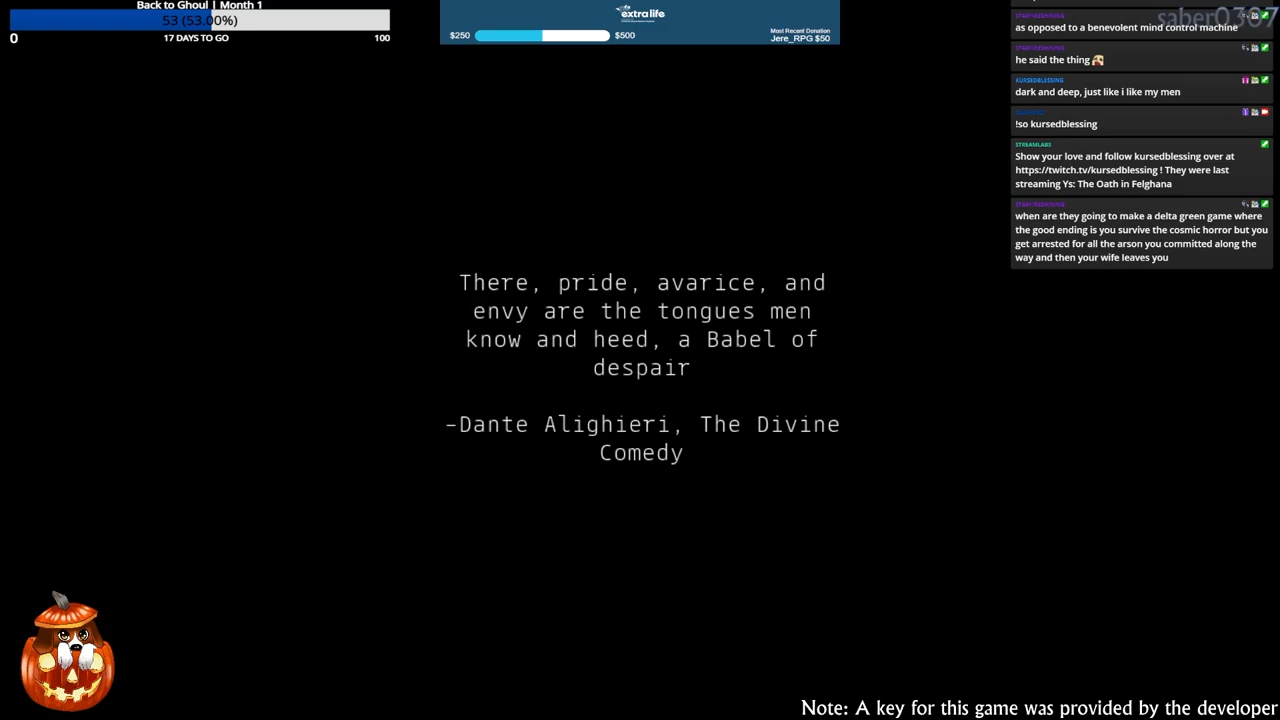 Back to Ghoul | Month 1
53 (53.00%)
0
17 DAYS TO GO
100
extra life
$250
$500
Most Recent Donation
Jere_RPG $50
saber0307
as opposed to a benevolent mind control machine
he said the thing
KURSEDBLESSING
dark and deep, just like i like my men
!so kursedblessing
STREAMLABS
Show your love and follow kursedblessing over at
https://twitch.tv/kursedblessing ! They were last
streaming Ys: The Oath in Felghana
when are they going to make a delta green game where
the good ending is you survive the cosmic horror but you
get arrested for all the arson you committed along the
way and then your wife leaves you
There, pride, avarice, and
envy are the tongues men
know and heed, a Babel of
despair
–Dante Alighieri, The Divine
Comedy
Note: A key for this game was provided by the developer